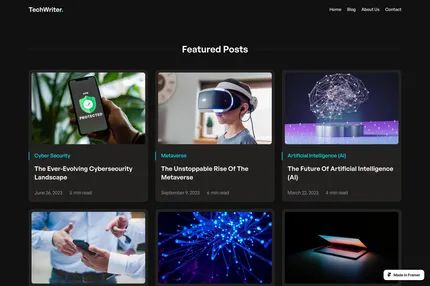 TechWriter.
Home Blog About Us Contact
Featured Posts
PROTECTED
Cyber Security
The Ever-Evolving Cybersecurity
Landscape
June 26, 2023 5 min read
Metaverse
The Unstoppable Rise Of The
Metaverse
September 9, 2023 6 min read
Artificial Intelligence (AI)
The Future Of Artificial Intelligence
(AI)
March 22, 2023 4 min read
Made in Framer